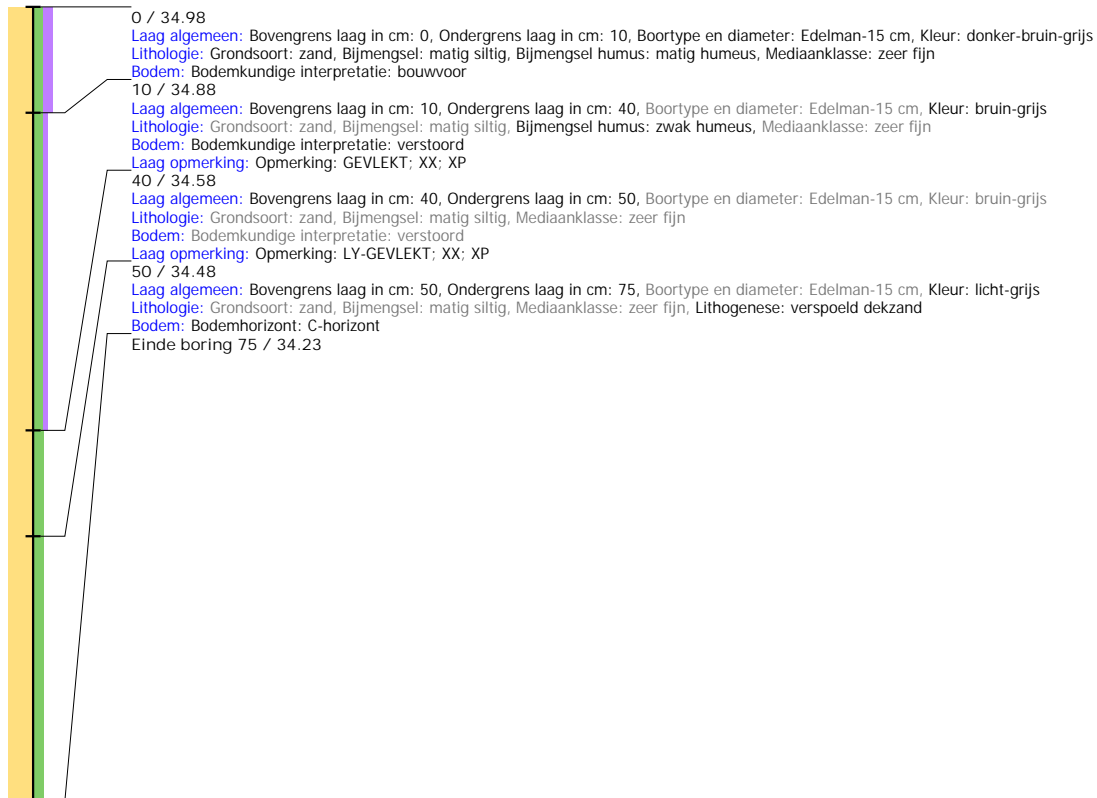 0 / 34.98
Laag algemeen: Bovengrens laag in cm: 0, Ondergrens laag in cm: 10, Boortype en diameter: Edelman-15 cm, Kleur: donker-bruin-grijs
Lithologie: Grondsoort: zand, Bijmengsel: matig siltig, Bijmengsel humus: matig humeus, Mediaanklasse: zeer fijn
Bodem: Bodemkundige interpretatie: bouwvoor
10 / 34.88
Laag algemeen: Bovengrens laag in cm: 10, Ondergrens laag in cm: 40, Boortype en diameter: Edelman-15 cm, Kleur: bruin-grijs
Lithologie: Grondsoort: zand, Bijmengsel: matig siltig, Bijmengsel humus: zwak humeus, Mediaanklasse: zeer fijn
Bodem: Bodemkundige interpretatie: verstoord
Laag opmerking: Opmerking: GEVLEKT; XX; XP
40 / 34.58
Laag algemeen: Bovengrens laag in cm: 40, Ondergrens laag in cm: 50, Boortype en diameter: Edelman-15 cm, Kleur: bruin-grijs
Lithologie: Grondsoort: zand, Bijmengsel: matig siltig, Mediaanklasse: zeer fijn
Bodem: Bodemkundige interpretatie: verstoord
Laag opmerking: Opmerking: LY-GEVLEKT; XX; XP
50 / 34.48
Laag algemeen: Bovengrens laag in cm: 50, Ondergrens laag in cm: 75, Boortype en diameter: Edelman-15 cm, Kleur: licht-grijs
Lithologie: Grondsoort: zand, Bijmengsel: matig siltig, Mediaanklasse: zeer fijn, Lithogenese: verspoeld dekzand
Bodem: Bodemhorizont: C-horizont
Einde boring 75 / 34.23